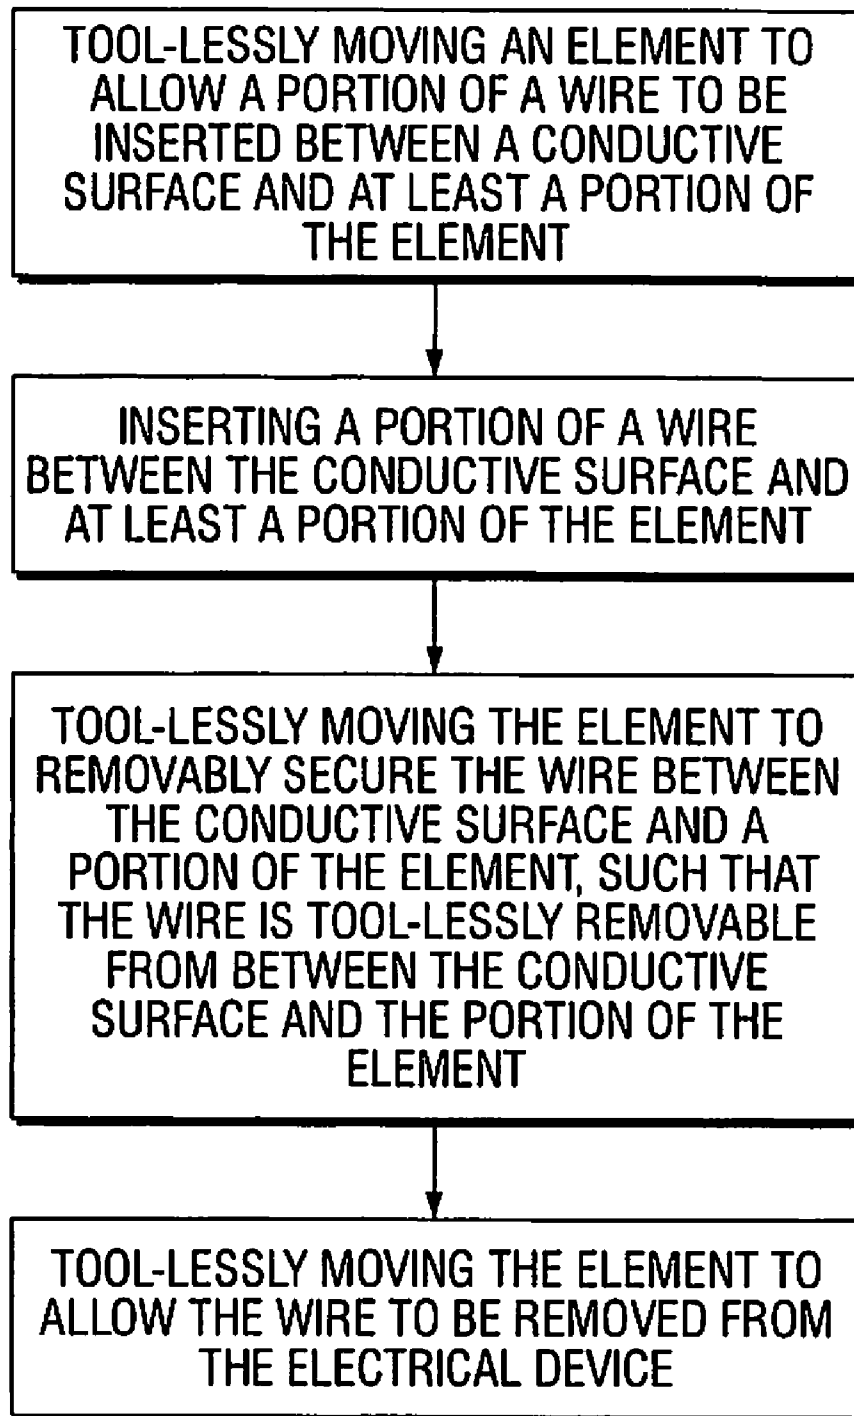 TOOL-LESSLY MOVING AN ELEMENT TO
ALLOW A PORTION OF A WIRE TO BE
INSERTED BETWEEN A CONDUCTIVE
SURFACE AND AT LEAST A PORTION OF
THE ELEMENT
INSERTING A PORTION OF A WIRE
BETWEEN THE CONDUCTIVE SURFACE AND
AT LEAST A PORTION OF THE ELEMENT
TOOL-LESSLY MOVING THE ELEMENT TO
REMOVABLY SECURE THE WIRE BETWEEN
THE CONDUCTIVE SURFACE AND A
PORTION OF THE ELEMENT, SUCH THAT
THE WIRE IS TOOL-LESSLY REMOVABLE
FROM BETWEEN THE CONDUCTIVE
SURFACE AND THE PORTION OF THE
ELEMENT
TOOL-LESSLY MOVING THE ELEMENT TO
ALLOW THE WIRE TO BE REMOVED FROM
THE ELECTRICAL DEVICE